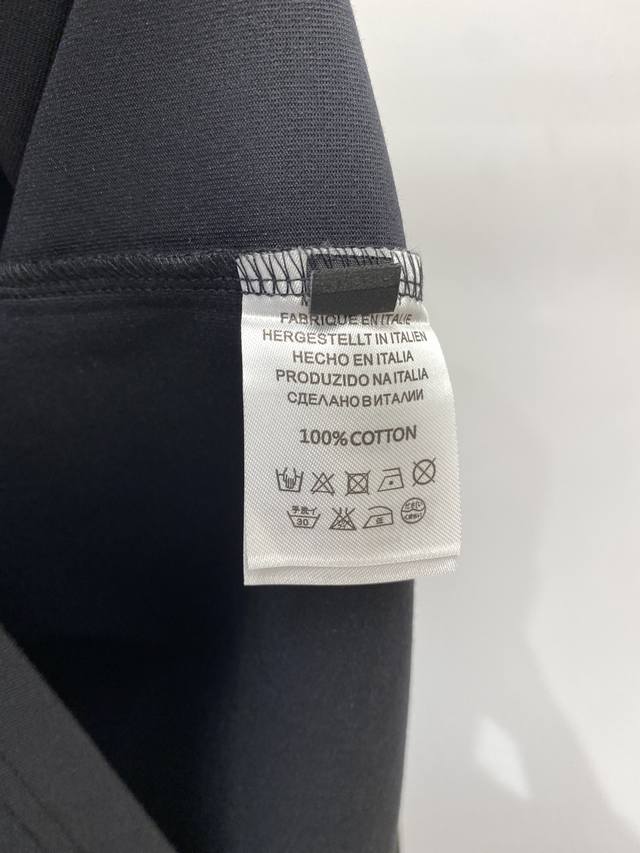 FABRIQUE EN ITALIE
HERGESTELLT IN ITALIEN
HECHO EN ITALIA
PRODUZIDO NA ITALIA
СДЕЛАНО В ИТАЛИИ
100% COTTON
手洗イ
30